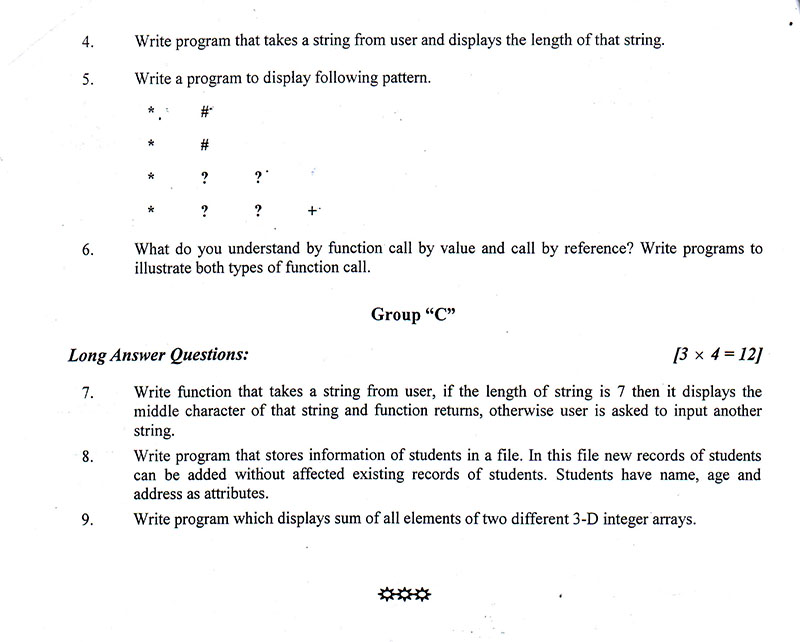 4. Write program that takes a string from user and displays the length of that string.
5. Write a program to display following pattern.
* #
* #
* ? ?
* ? ? +
6. What do you understand by function call by value and call by reference? Write programs to
illustrate both types of function call.
Group “C”
Long Answer Questions: [3 × 4 = 12]
7. Write function that takes a string from user, if the length of string is 7 then it displays the
middle character of that string and function returns, otherwise user is asked to input another
string.
8. Write program that stores information of students in a file. In this file new records of students
can be added without affected existing records of students. Students have name, age and
address as attributes.
9. Write program which displays sum of all elements of two different 3-D integer arrays.